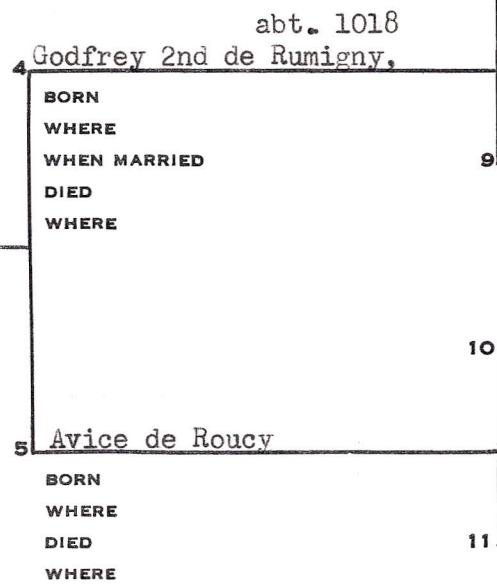 abt. 1018
4 Godfrey 2nd de Rumigny,
BORN
WHERE
WHEN MARRIED 9
DIED
WHERE
10
5 Avice de Roucy
BORN
WHERE
DIED 11
WHERE